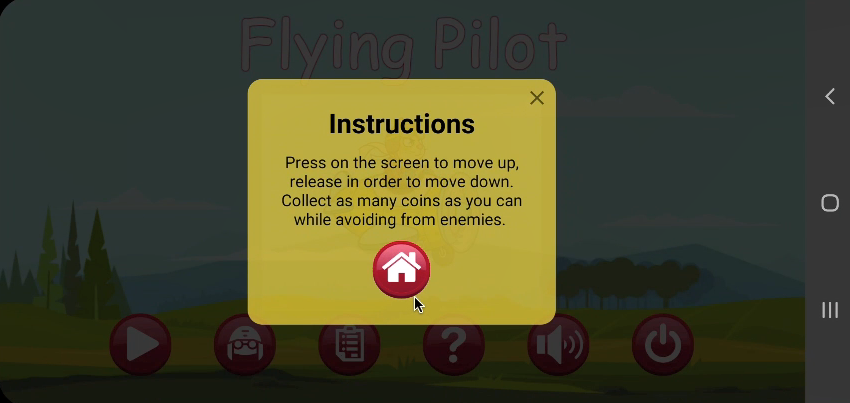 Flying Pilot
Instructions
Press on the screen to move up,
release in order to move down.
Collect as many coins as you can
while avoiding from enemies.